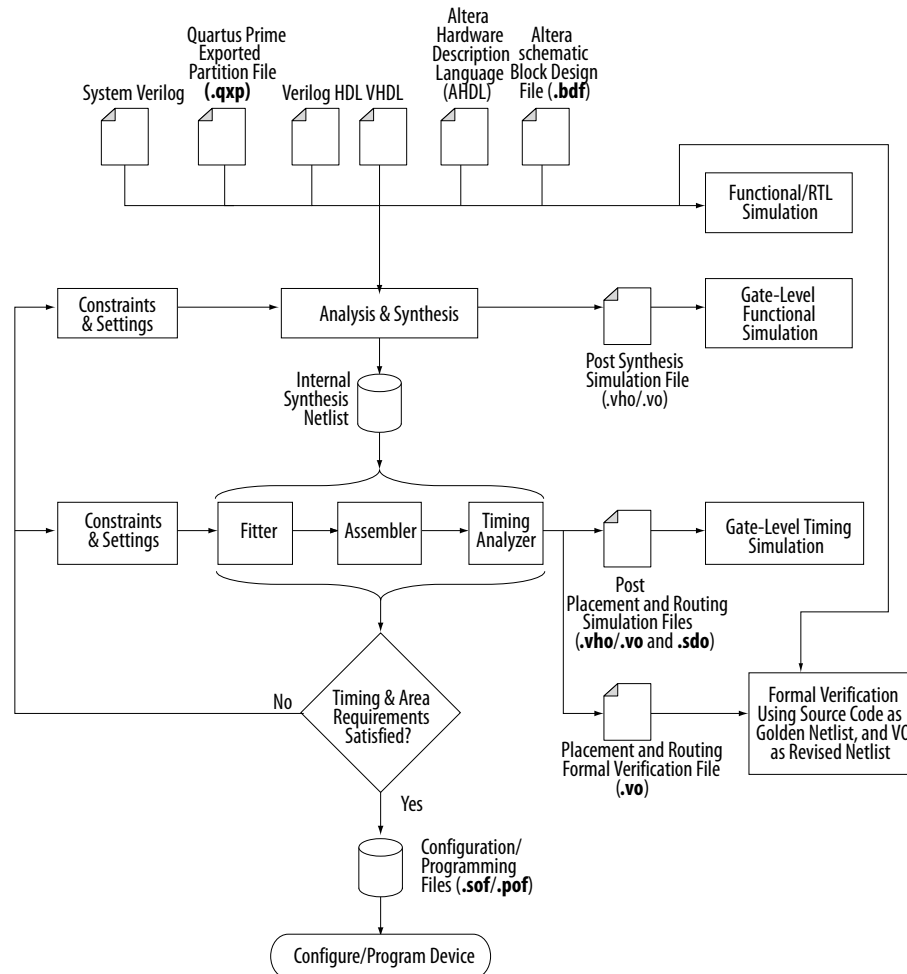 Altera
Hardware
Description
Language
(AHDL)
Quartus Prime
Exported
Partition File
(.qxp)
Altera
schematic
Block Design
File (.bdf)
System Verilog
Verilog HDL VHDL
Functional/RTL
Simulation
Constraints
& Settings
Analysis & Synthesis
Gate-Level
Functional
Simulation
Post Synthesis
Simulation File
(.vho/.vo)
Internal
Synthesis
Netlist
Constraints
& Settings
Fitter
Assembler
Timing
Analyzer
Gate-Level Timing
Simulation
Post
Placement and Routing
Simulation Files
(.vho/.vo and .sdo)
No
Timing & Area
Requirements
Satisfied?
Formal Verification
Using Source Code as
Golden Netlist, and VO
as Revised Netlist
Placement and Routing
Formal Verification File
(.vo)
Yes
Configuration/
Programming
Files (.sof/.pof)
Configure/Program Device